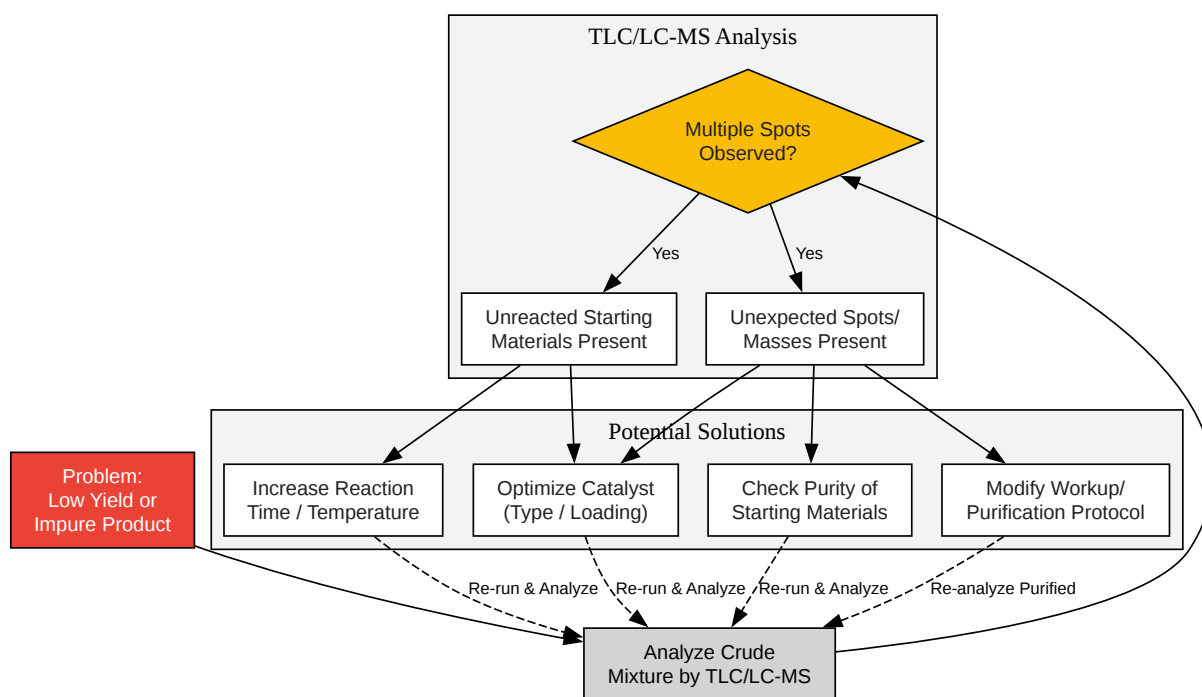 TLC/LC-MS Analysis
Multiple Spots
Observed?
Yes
Yes
Unreacted Starting
Materials Present
Unexpected Spots/
Masses Present
Potential Solutions
Problem:
Low Yield or
Impure Product
Increase Reaction
Time / Temperature
Optimize Catalyst
(Type / Loading)
Check Purity of
Starting Materials
Modify Workup/
Purification Protocol
Re-run & Analyze
Re-run & Analyze
Re-run & Analyze
Re-analyze Purified
Analyze Crude
Mixture by TLC/LC-MS